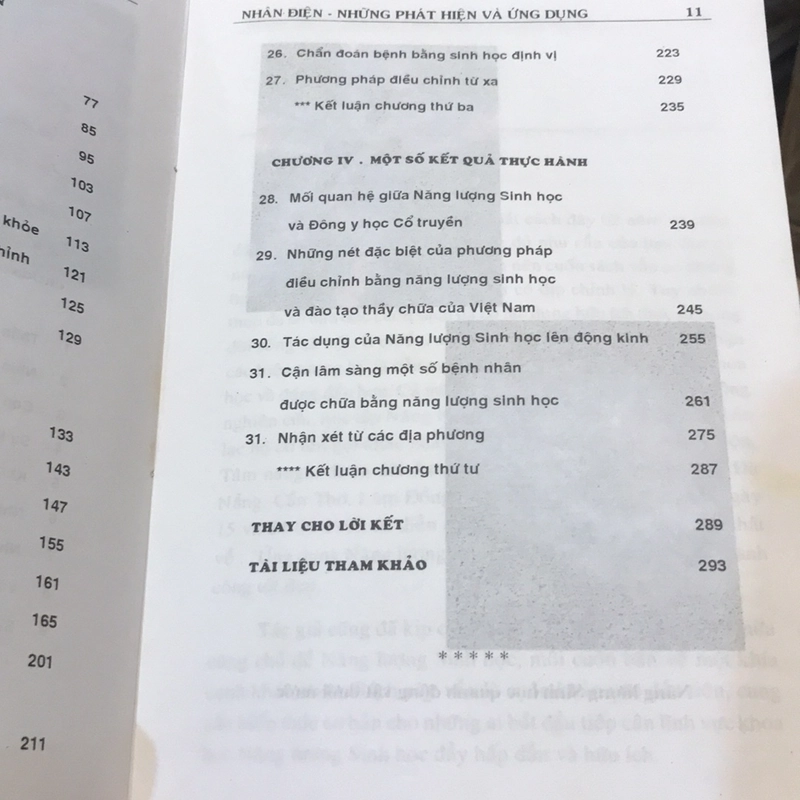 77
85
95
103
107
khỏe 113
hỉnh 121
125
129
133
143
147
155
161
165
201
211
NHÂN ĐIỆN - NHỮNG PHÁT HIỆN VÀ ỨNG DỤNG 11
26. Chẩn đoán bệnh bằng sinh học định vị 223
27. Phương pháp điều chỉnh từ xa 229
*** Kết luận chương thứ ba 235
CHƯƠNG IV . MỘT SỐ KẾT QUẢ THỰC HÀNH
28. Mối quan hệ giữa Năng lượng Sinh học
và Đông y học Cổ truyền 239
29. Những nét đặc biệt của phương pháp
điều chỉnh bằng năng lượng sinh học
và đào tạo thầy chữa của Việt Nam 245
30. Tác dụng của Năng lượng Sinh học lên động kinh 255
31. Cận lâm sàng một số bệnh nhân
được chữa bằng năng lượng sinh học 261
31. Nhận xét từ các địa phương 275
**** Kết luận chương thứ tư 287
THAY CHO LỜI KẾT 289
TÀI LIỆU THAM KHẢO 293
*****